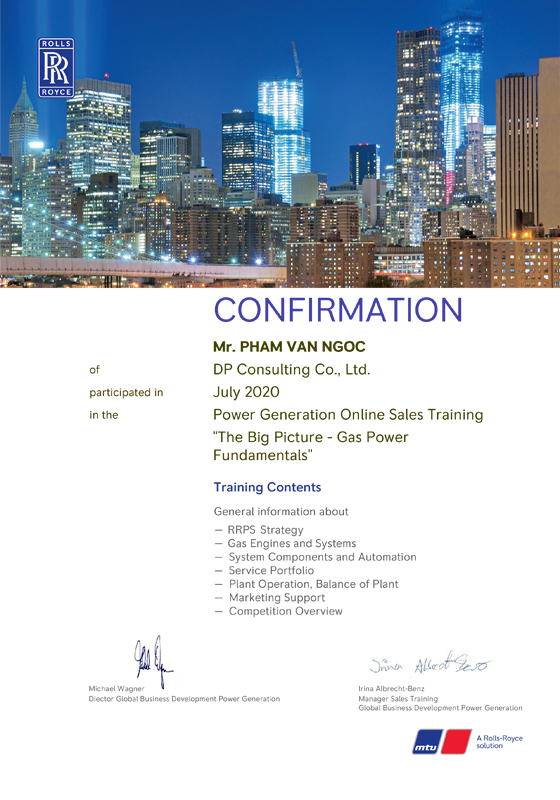 ROLLS
RR
ROYCE
CONFIRMATION
Mr. PHAM VAN NGOC
of DP Consulting Co., Ltd.
participated in July 2020
in the Power Generation Online Sales Training
"The Big Picture - Gas Power
Fundamentals"
Training Contents
General information about
— RRPS Strategy
— Gas Engines and Systems
— System Components and Automation
— Service Portfolio
— Plant Operation, Balance of Plant
— Marketing Support
— Competition Overview
Irina Albrecht-Benz
Michael Wagner
Diector Global Business Development Power Generation
Irina Albrecht-Benz
Manager Sales Training
Global Business Development Power Generation
mtu
A Rolls-Royce
solution